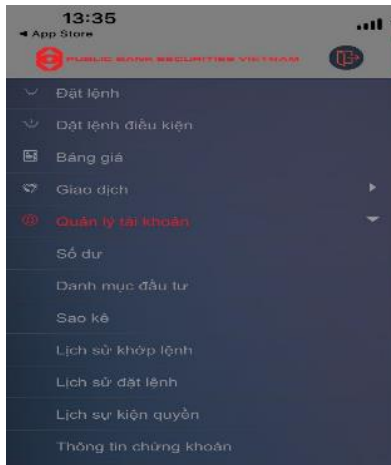 13:35
App Store
PUBLIC BANK SECURITIES VIETNAM
Đặt lệnh
Đặt lệnh điều kiện
Bảng giá
Giao dịch
Quản lý tài khoản
Số dư
Danh mục đầu tư
Sao kê
Lịch sử khớp lệnh
Lịch sử đặt lệnh
Lịch sự kiện quyền
Thông tin chứng khoán